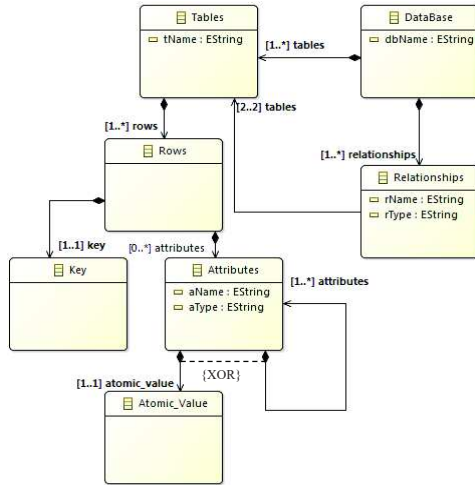 Tables
DataBase
tName : EString
dbName : EString
[1..*] tables
[2..2] tables
[1..*] rows
[1..*] relationships
Rows
Relationships
rName : EString
rType : EString
[1..1] key
[0..*] attributes
Key
Attributes
[1..*] attributes
aName : EString
aType : EString
{XOR}
[1..1] atomic_value
Atomic_Value